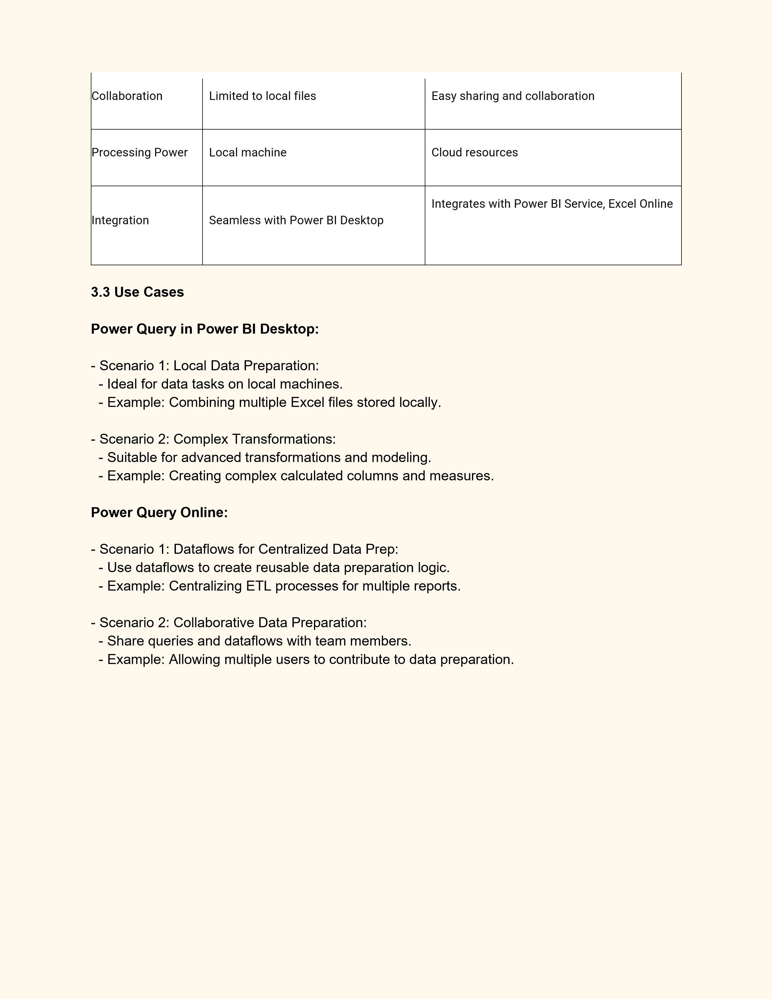 Collaboration Limited to local files Easy sharing and collaboration
Processing Power Local machine Cloud resources
Integrates with Power BI Service, Excel Online
Integration Seamless with Power BI Desktop
3.3 Use Cases
Power Query in Power BI Desktop:
- Scenario 1: Local Data Preparation:
- Ideal for data tasks on local machines.
- Example: Combining multiple Excel files stored locally.
- Scenario 2: Complex Transformations:
- Suitable for advanced transformations and modeling.
- Example: Creating complex calculated columns and measures.
Power Query Online:
- Scenario 1: Dataflows for Centralized Data Prep:
- Use dataflows to create reusable data preparation logic.
- Example: Centralizing ETL processes for multiple reports.
- Scenario 2: Collaborative Data Preparation:
- Share queries and dataflows with team members.
- Example: Allowing multiple users to contribute to data preparation.